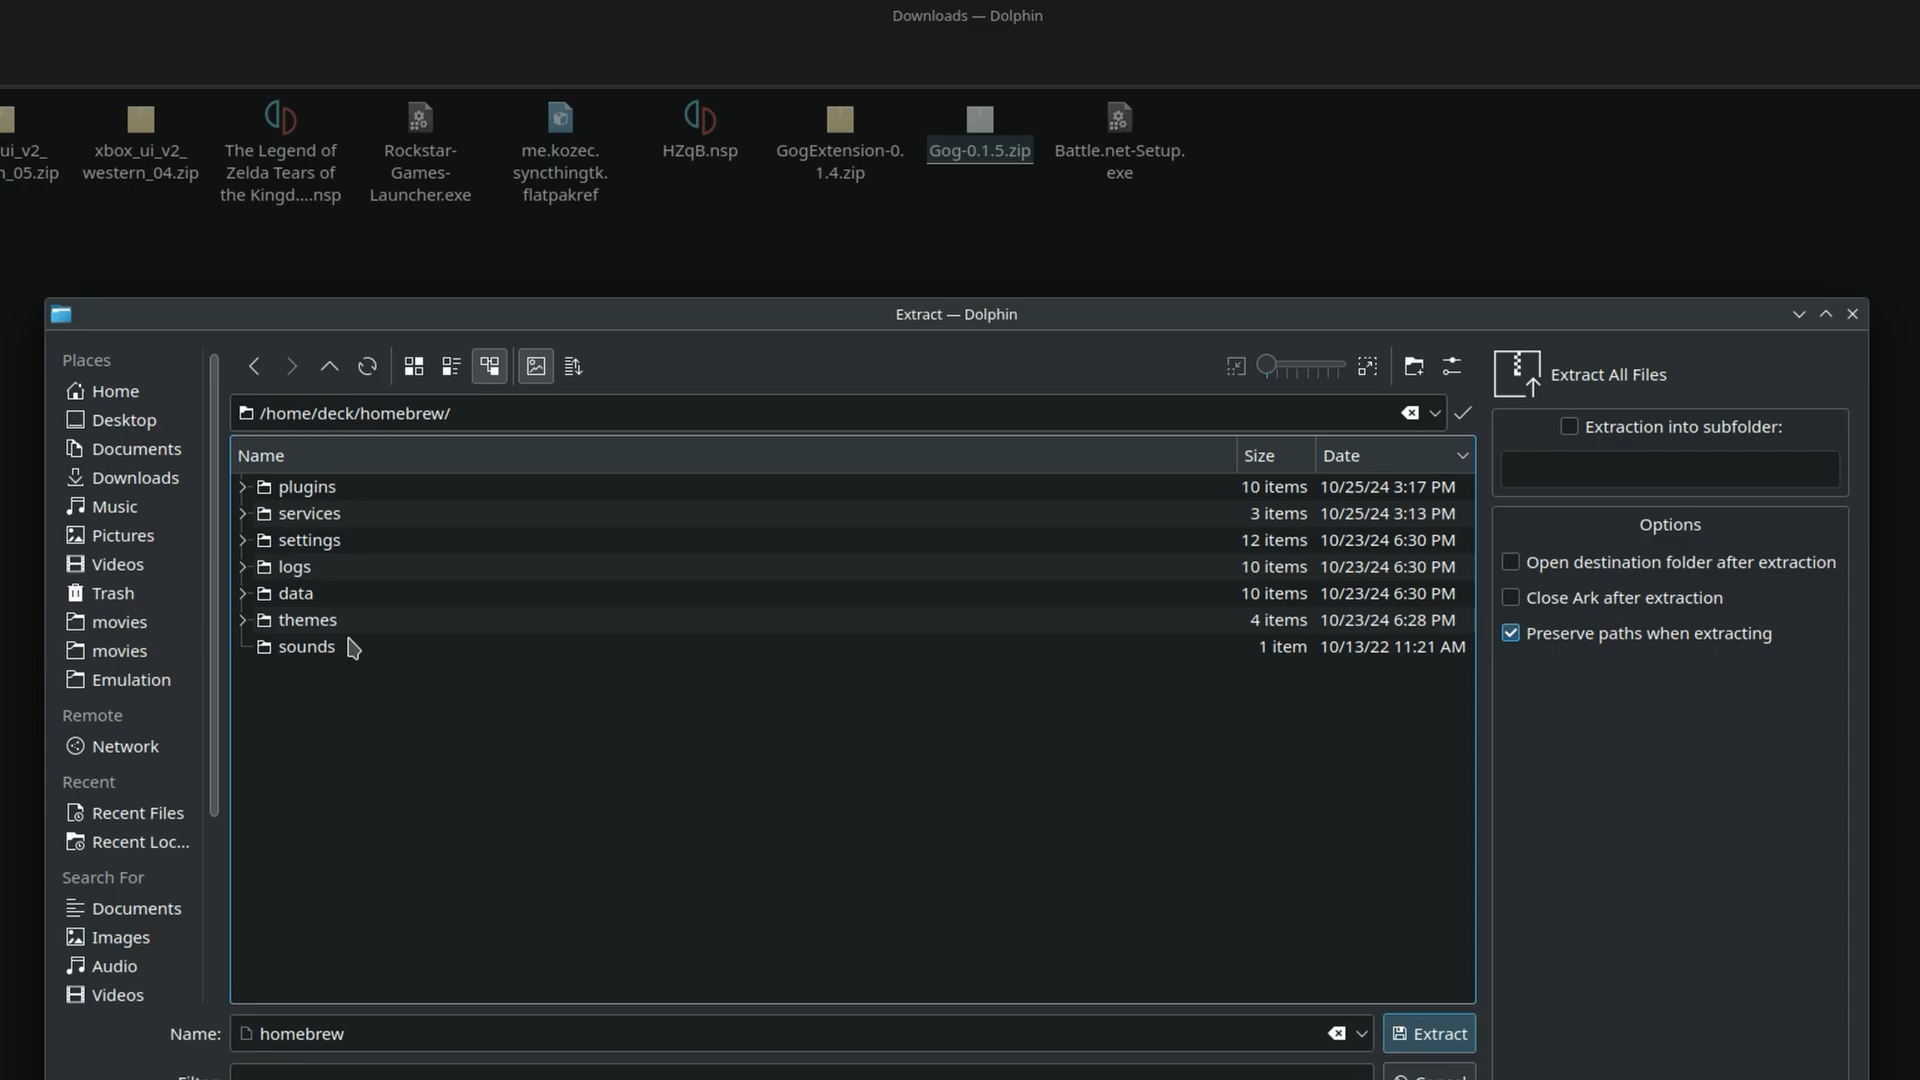 Downloads — Dolphin
ui_v2_
n_05.zip
xbox_ui_v2_
western_04.zip
The Legend of
Zelda Tears of
the Kingd....nsp
Rockstar-
Games-
Launcher.exe
me.kozec.
syncthingtk.
flatpakref
HZqB.nsp
GogExtension-0.
1.4.zip
Gog-0.1.5.zip
Battle.net-Setup.
exe
Extract — Dolphin
Places
Home
Desktop
Documents
Downloads
Music
Pictures
Videos
Trash
movies
movies
Emulation
Remote
Network
Recent
Recent Files
Recent Loc...
Search For
Documents
Images
Audio
Videos
/home/deck/homebrew/
Name Size Date
plugins 10 items 10/25/24 3:17 PM
services 3 items 10/25/24 3:13 PM
settings 12 items 10/23/24 6:30 PM
logs 10 items 10/23/24 6:30 PM
data 10 items 10/23/24 6:30 PM
themes 4 items 10/23/24 6:28 PM
sounds 1 item 10/13/22 11:21 AM
Extract All Files
Extraction into subfolder:
Options
Open destination folder after extraction
Close Ark after extraction
Preserve paths when extracting
Name: homebrew Extract